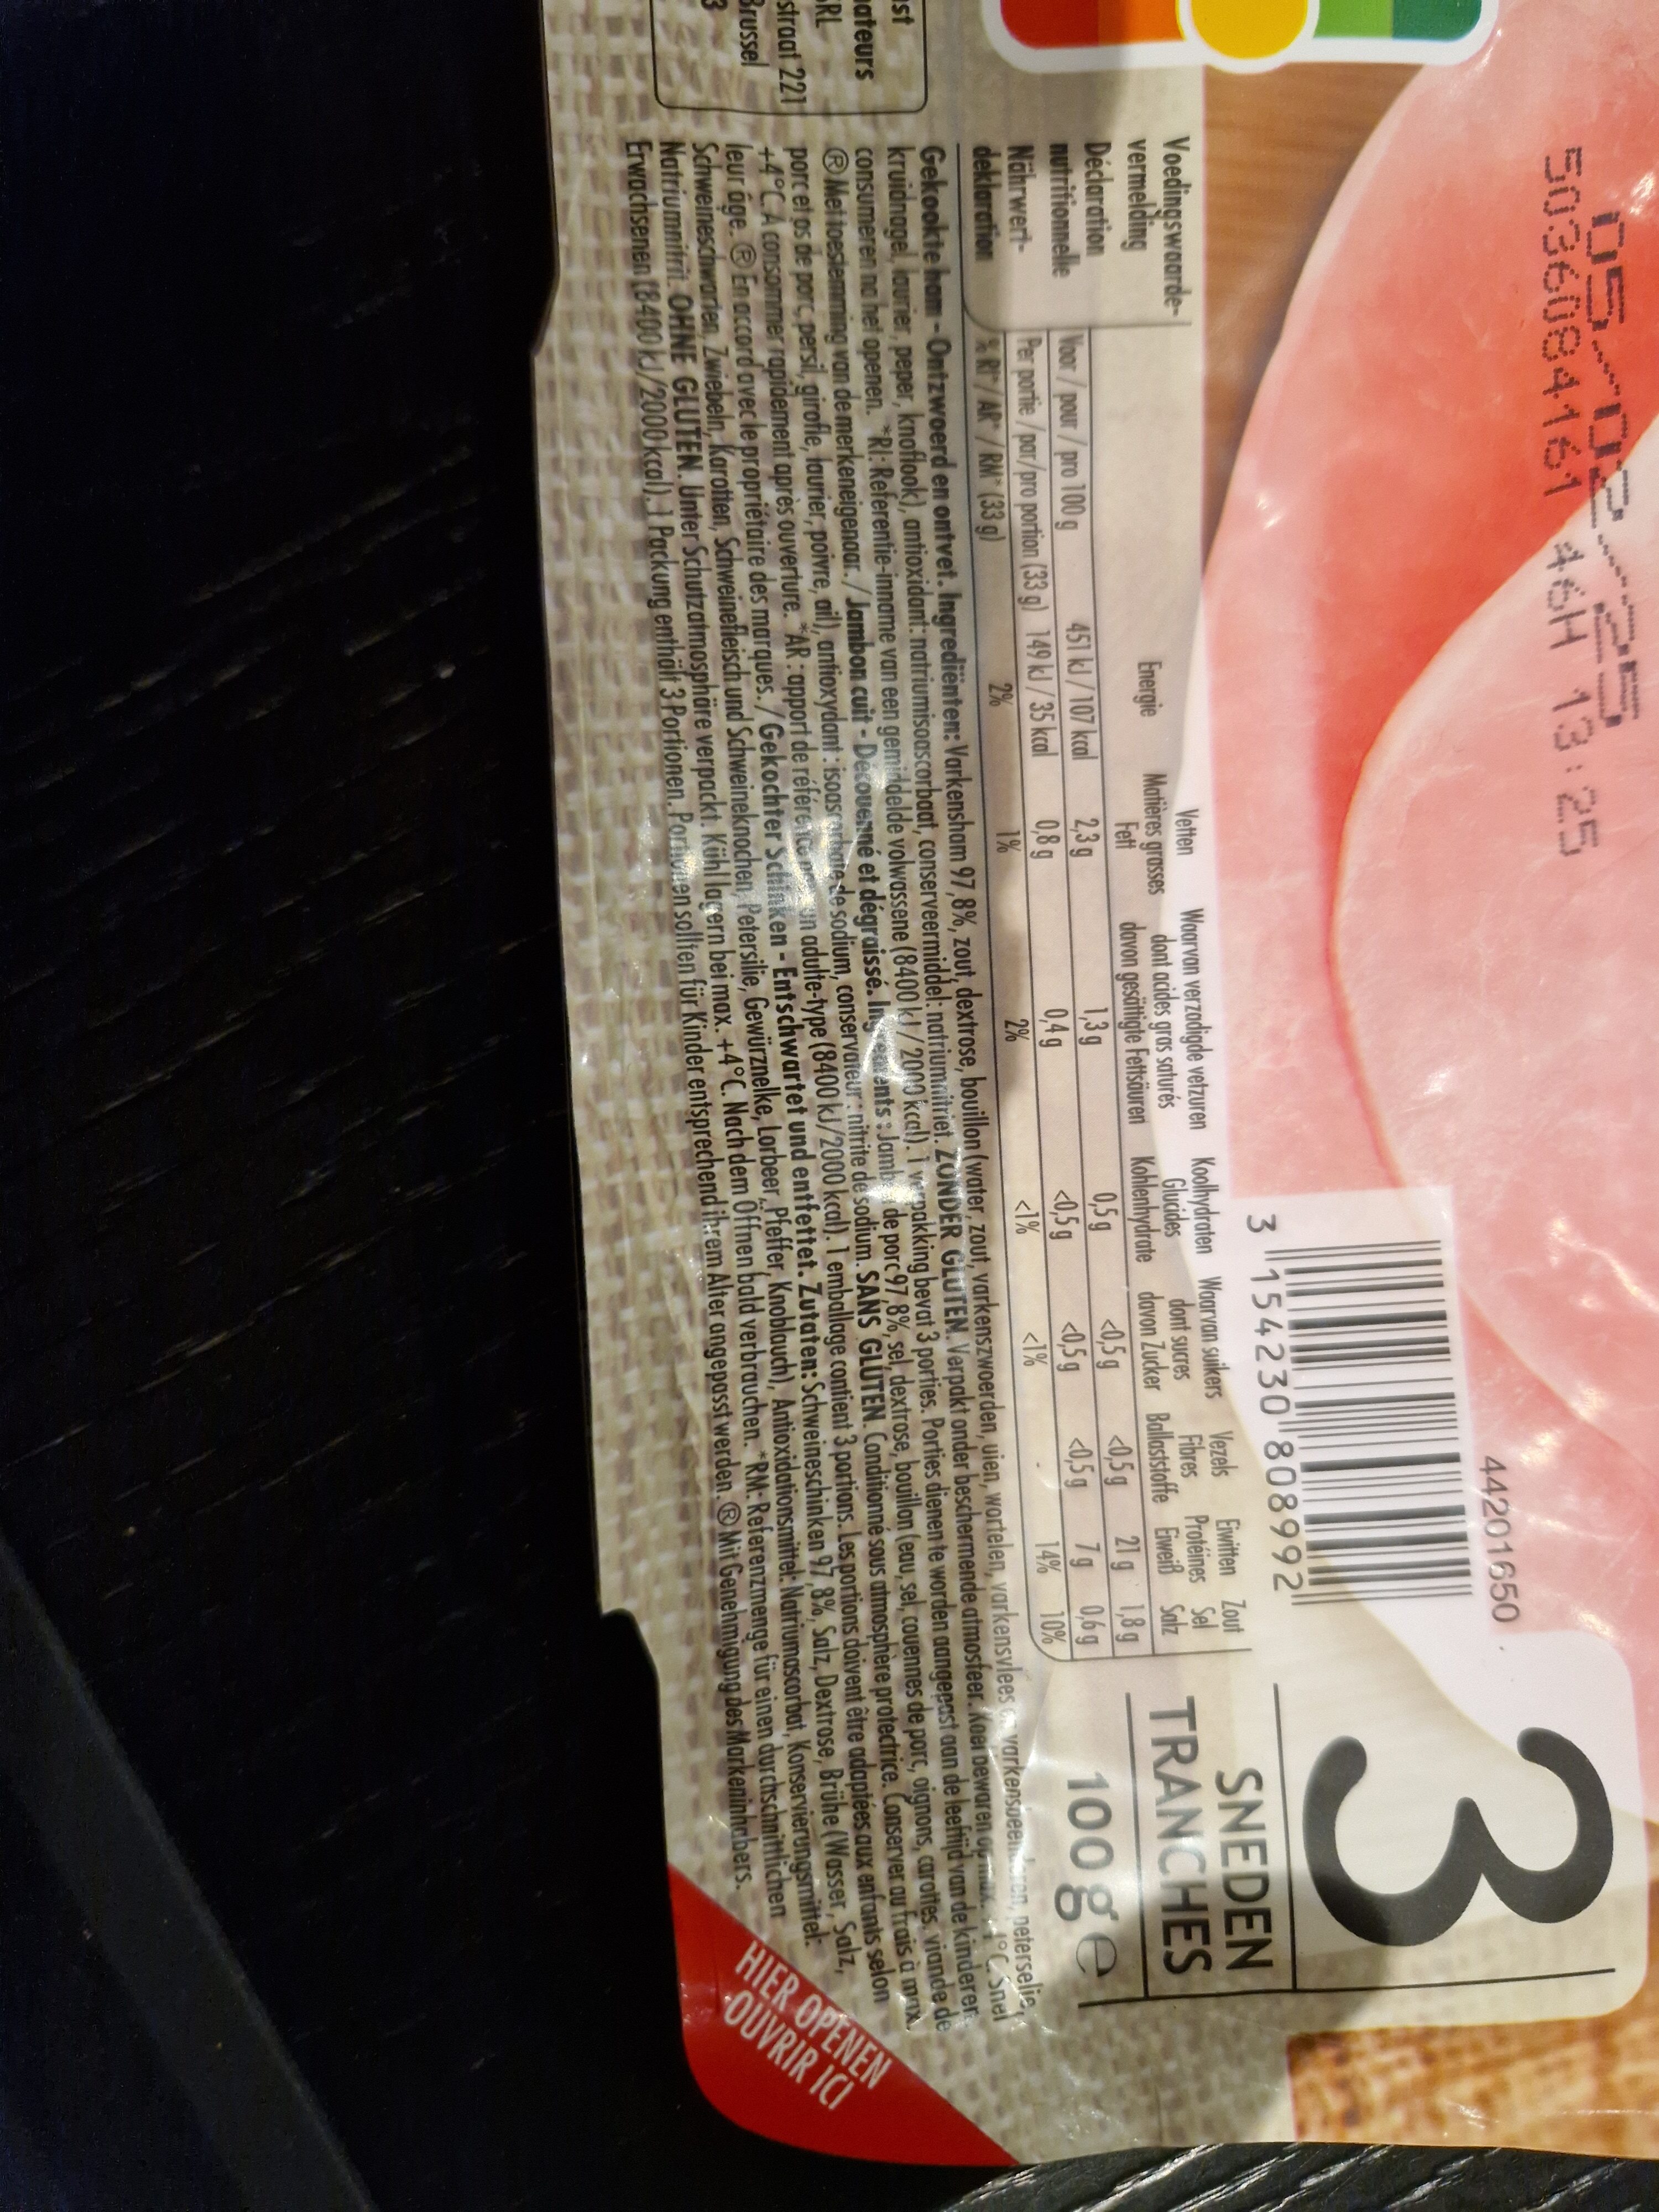 05/02/25
5036084161 46H 13:25
44201650
3 154230 808992
3
SNEDEN
TRANCHES
100 g e
Voedingswaarde-
vermelding
Déclaration
nutritionnelle
Nährwert-
deklaration
Energie
Vetten
Matières grasses
Fett
Waarvan verzadigde vetzuren
dont acides gras saturés
davon gesättigte Fettsäuren
Koolhydraten
Glucides
Kohlenhydrate
Waarvan suikers
dont sucres
davon Zucker
Vezels
Fibres
Ballaststoffe
Eiwitten
Protéines
Eiweiß
Zout
Sel
Salz
Voor / pour / pro 100 g 451 kJ / 107 kcal 2,3 g 1,3 g 0,5 g <0,5 g <0,5 g 21 g 1,8 g
Per portie / par/pro portion (33 g) 149 kJ / 35 kcal 0,8 g 0,4 g <0,5 g <0,5 g <0,5 g 7 g 0,6 g
% RI* / AR* / RM* (33 g) 2% 1% 2% <1% <1% - 14% 10%
Gekookte ham - Ontzwoerd en ontvet. Ingrediënten: Varkensham 97,8%, zout, dextrose, bouillon (water, zout, varkenszwoerden, uien, wortelen, varkensvlees peterselie,
kruidnagel, laurier, peper, knoflook), antioxidant: natriumisoascorbaat, conserveermiddel: natriumnitriet. ZONDER GLUTEN. Verpakt onder beschermende atmosfeer. Koel bewaren op max. +4°C. Snel
consumeren na het openen. *RI: Referentie-inname van een gemiddelde volwassene (8400 kJ / 2000 kcal). 1 verpakking bevat 3 porties. Porties dienen te worden aangepast aan de leeftijd van de kinderen.
® Met toestemming van de merkeneigenaar. / Jambon cuit - Découenné et dégraissé. Ingrédients : Jambon de porc 97,8%, sel, dextrose, bouillon (eau, sel, couennes de porc, oignons, carottes, viande de
porc et os de porc, persil, girofle, laurier, poivre, ail), antioxydant : isoascorbate de sodium, conservateur : nitrite de sodium. SANS GLUTEN. Conditionné sous atmosphère protectrice. Conserver au frais à max.
+4°C. A consommer rapidement après ouverture. *AR : apport de référence pour un adulte-type (8400 kJ/2000 kcal). 1 emballage contient 3 portions. Les portions doivent être adaptées aux enfants selon
leur âge. ® En accord avec le propriétaire des marques. / Gekochter Schinken - Entschwartet und entfettet. Zutaten: Schweineschinken 97,8%, Salz, Dextrose, Brühe (Wasser, Salz,
Schweineschwarten, Zwiebeln, Karotten, Schweinefleisch und Schweineknochen, Petersilie, Gewürznelke, Lorbeer, Pfeffer, Knoblauch), Antioxidationsmittel: Natriumascorbat, Konservierungsmittel:
Natriumnitrit. OHNE GLUTEN. Unter Schutzatmosphäre verpackt. Kühl lagern bei max. +4°C. Nach dem Öffnen bald verbrauchen. *RM: Referenzmenge für einen durchschnittlichen
Erwachsenen (8400 kJ/2000 kcal). 1 Packung enthält 3 Portionen. Portionen sollten für Kinder entsprechend ihrem Alter angepasst werden. ® Mit Genehmigung des Markeninhabers.
st
ateurs
RL
straat 221
Brussel
3
HIER OPENEN
OUVRIR ICI